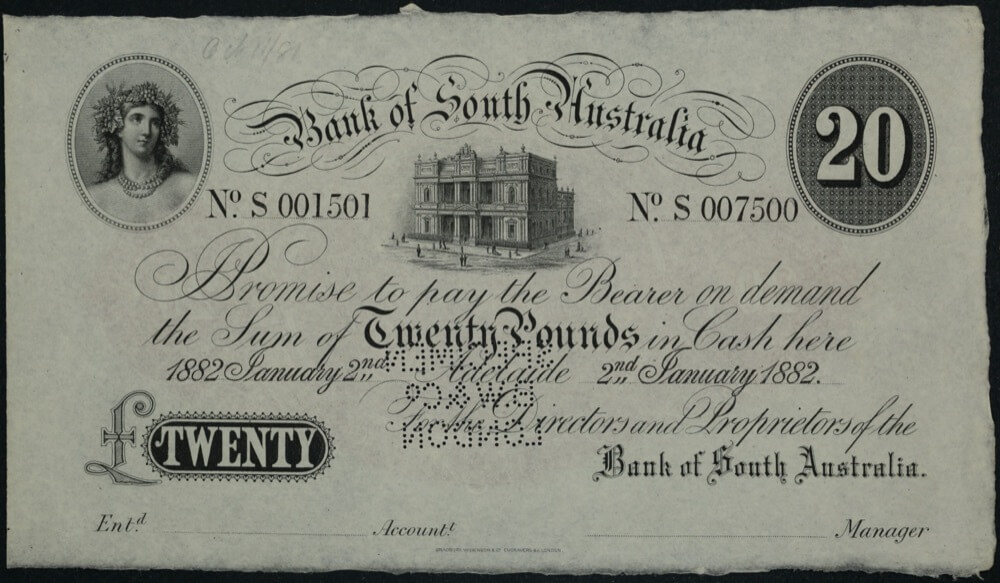 Bank of South Australia
20
Nº. S 001501
Nº. S 007500
I Promise to pay the Bearer on demand
the Sum of Twenty Pounds in Cash here
1882 January 2nd. Adelaide 2nd. January 1882.
For the Directors and Proprietors of the
£ TWENTY
Bank of South Australia.
Ent.d Account.t Manager